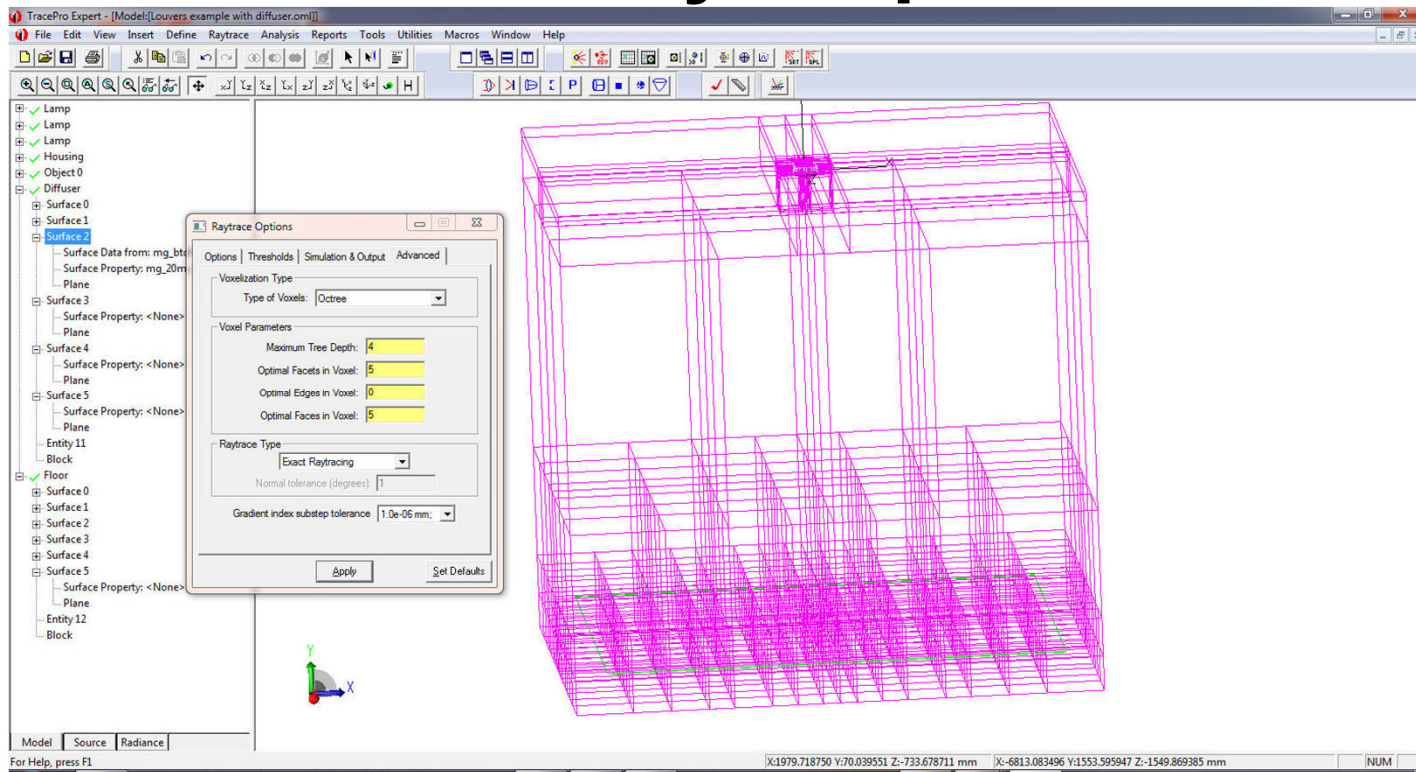 TracePro Expert - [Model:[Louvers example with diffuser.oml]]
File Edit View Insert Define Raytrace Analysis Reports Tools Utilities Macros Window Help
Lamp
Lamp
Lamp
Housing
Object 0
Diffuser
Surface 0
Surface 1
Surface 2
Surface Data from: mg_btd
Surface Property: mg_20m
Plane
Surface 3
Surface Property: <None>
Plane
Surface 4
Surface Property: <None>
Plane
Surface 5
Surface Property: <None>
Plane
Entity 11
Block
Floor
Surface 0
Surface 1
Surface 2
Surface 3
Surface 4
Surface 5
Surface Property: <None>
Plane
Entity 12
Block
Model Source Radiance
Raytrace Options
Options Thresholds Simulation & Output Advanced
Voxelization Type
Type of Voxels: Octree
Voxel Parameters
Maximum Tree Depth: 4
Optimal Facets in Voxel: 5
Optimal Edges in Voxel: 0
Optimal Faces in Voxel: 5
Raytrace Type
Exact Raytracing
Normal tolerance (degrees): 1
Gradient index substep tolerance 1.0e-06 mm;
Apply Set Defaults
X
Y
X
For Help, press F1
X:1979.718750 Y:70.039551 Z:-733.678711 mm X:-6813.083496 Y:1553.595947 Z:-1549.869385 mm NUM